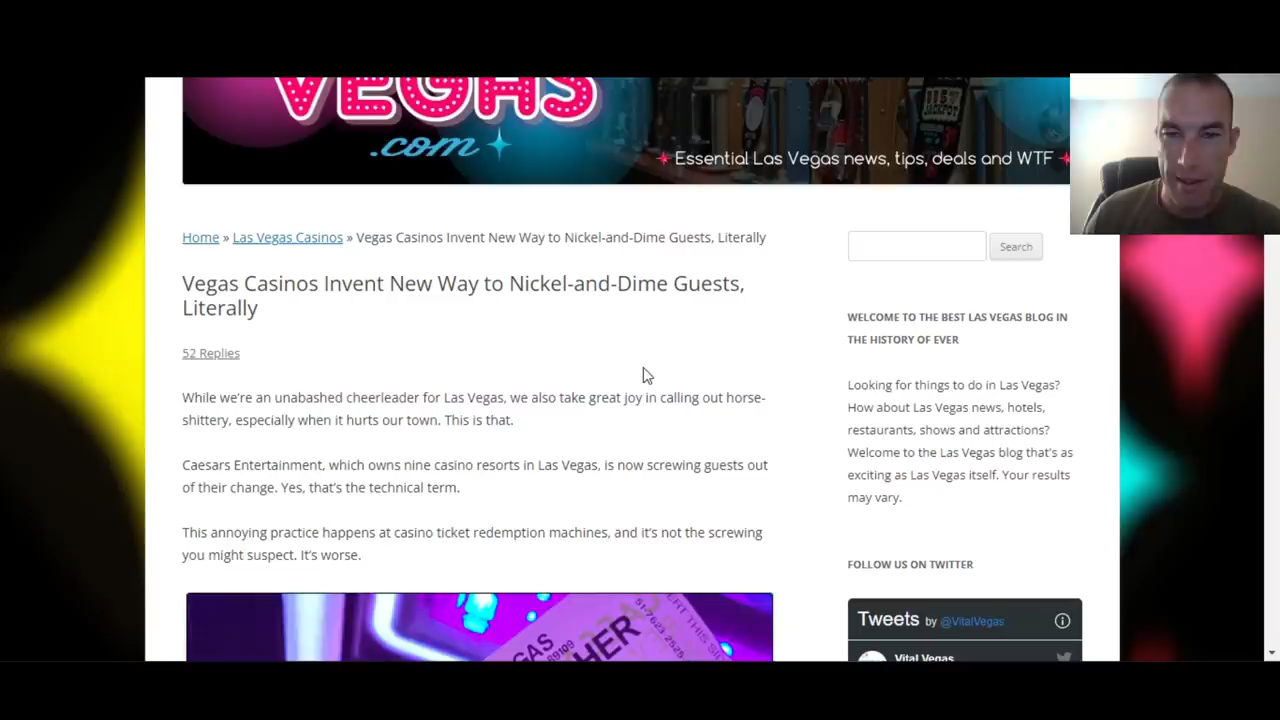 VEGAS
.com
Essential Las Vegas news, tips, deals and WTF
Home » Las Vegas Casinos » Vegas Casinos Invent New Way to Nickel-and-Dime Guests, Literally
Search
Vegas Casinos Invent New Way to Nickel-and-Dime Guests,
Literally
52 Replies
While we're an unabashed cheerleader for Las Vegas, we also take great joy in calling out horse-
shittery, especially when it hurts our town. This is that.
Caesars Entertainment, which owns nine casino resorts in Las Vegas, is now screwing guests out
of their change. Yes, that's the technical term.
This annoying practice happens at casino ticket redemption machines, and it's not the screwing
you might suspect. It's worse.
WELCOME TO THE BEST LAS VEGAS BLOG IN
THE HISTORY OF EVER
Looking for things to do in Las Vegas?
How about Las Vegas news, hotels,
restaurants, shows and attractions?
Welcome to the Las Vegas blog that's as
exciting as Las Vegas itself. Your results
may vary.
FOLLOW US ON TWITTER
Tweets by @VitalVegas
Vital Vegas